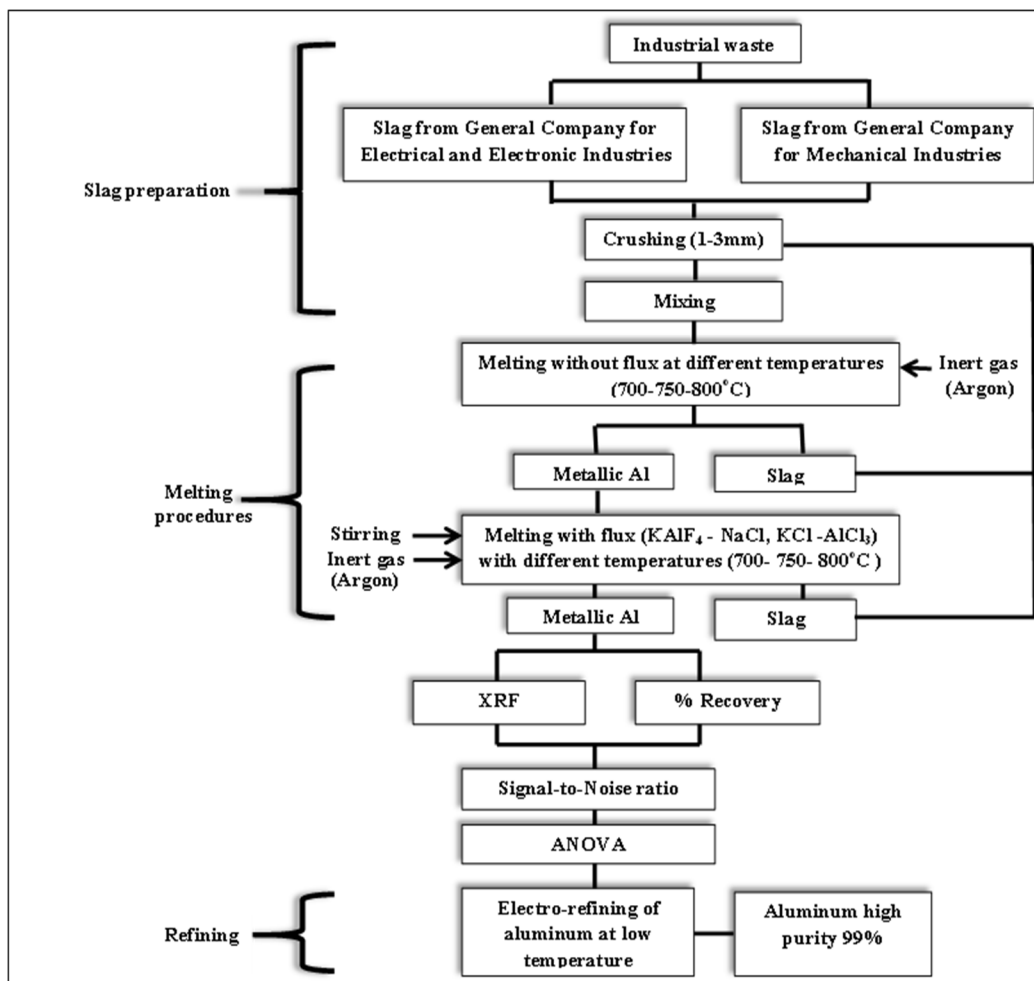 Industrial waste
Slag from General Company for
Electrical and Electronic Industries
Slag from General Company
for Mechanical Industries
Slag preparation
Crushing (1-3mm)
Mixing
Melting without flux at different temperatures
(700-750-800°C)
Inert gas
(Argon)
Metallic Al
Slag
Melting
procedures
Stirring
Inert gas
(Argon)
Melting with flux (KAlF₄ - NaCl, KCl -AlCl₃)
with different temperatures (700- 750- 800°C )
Metallic Al
Slag
XRF
% Recovery
Signal-to-Noise ratio
ANOVA
Refining
Electro-refining of
aluminum at low
temperature
Aluminum high
purity 99%